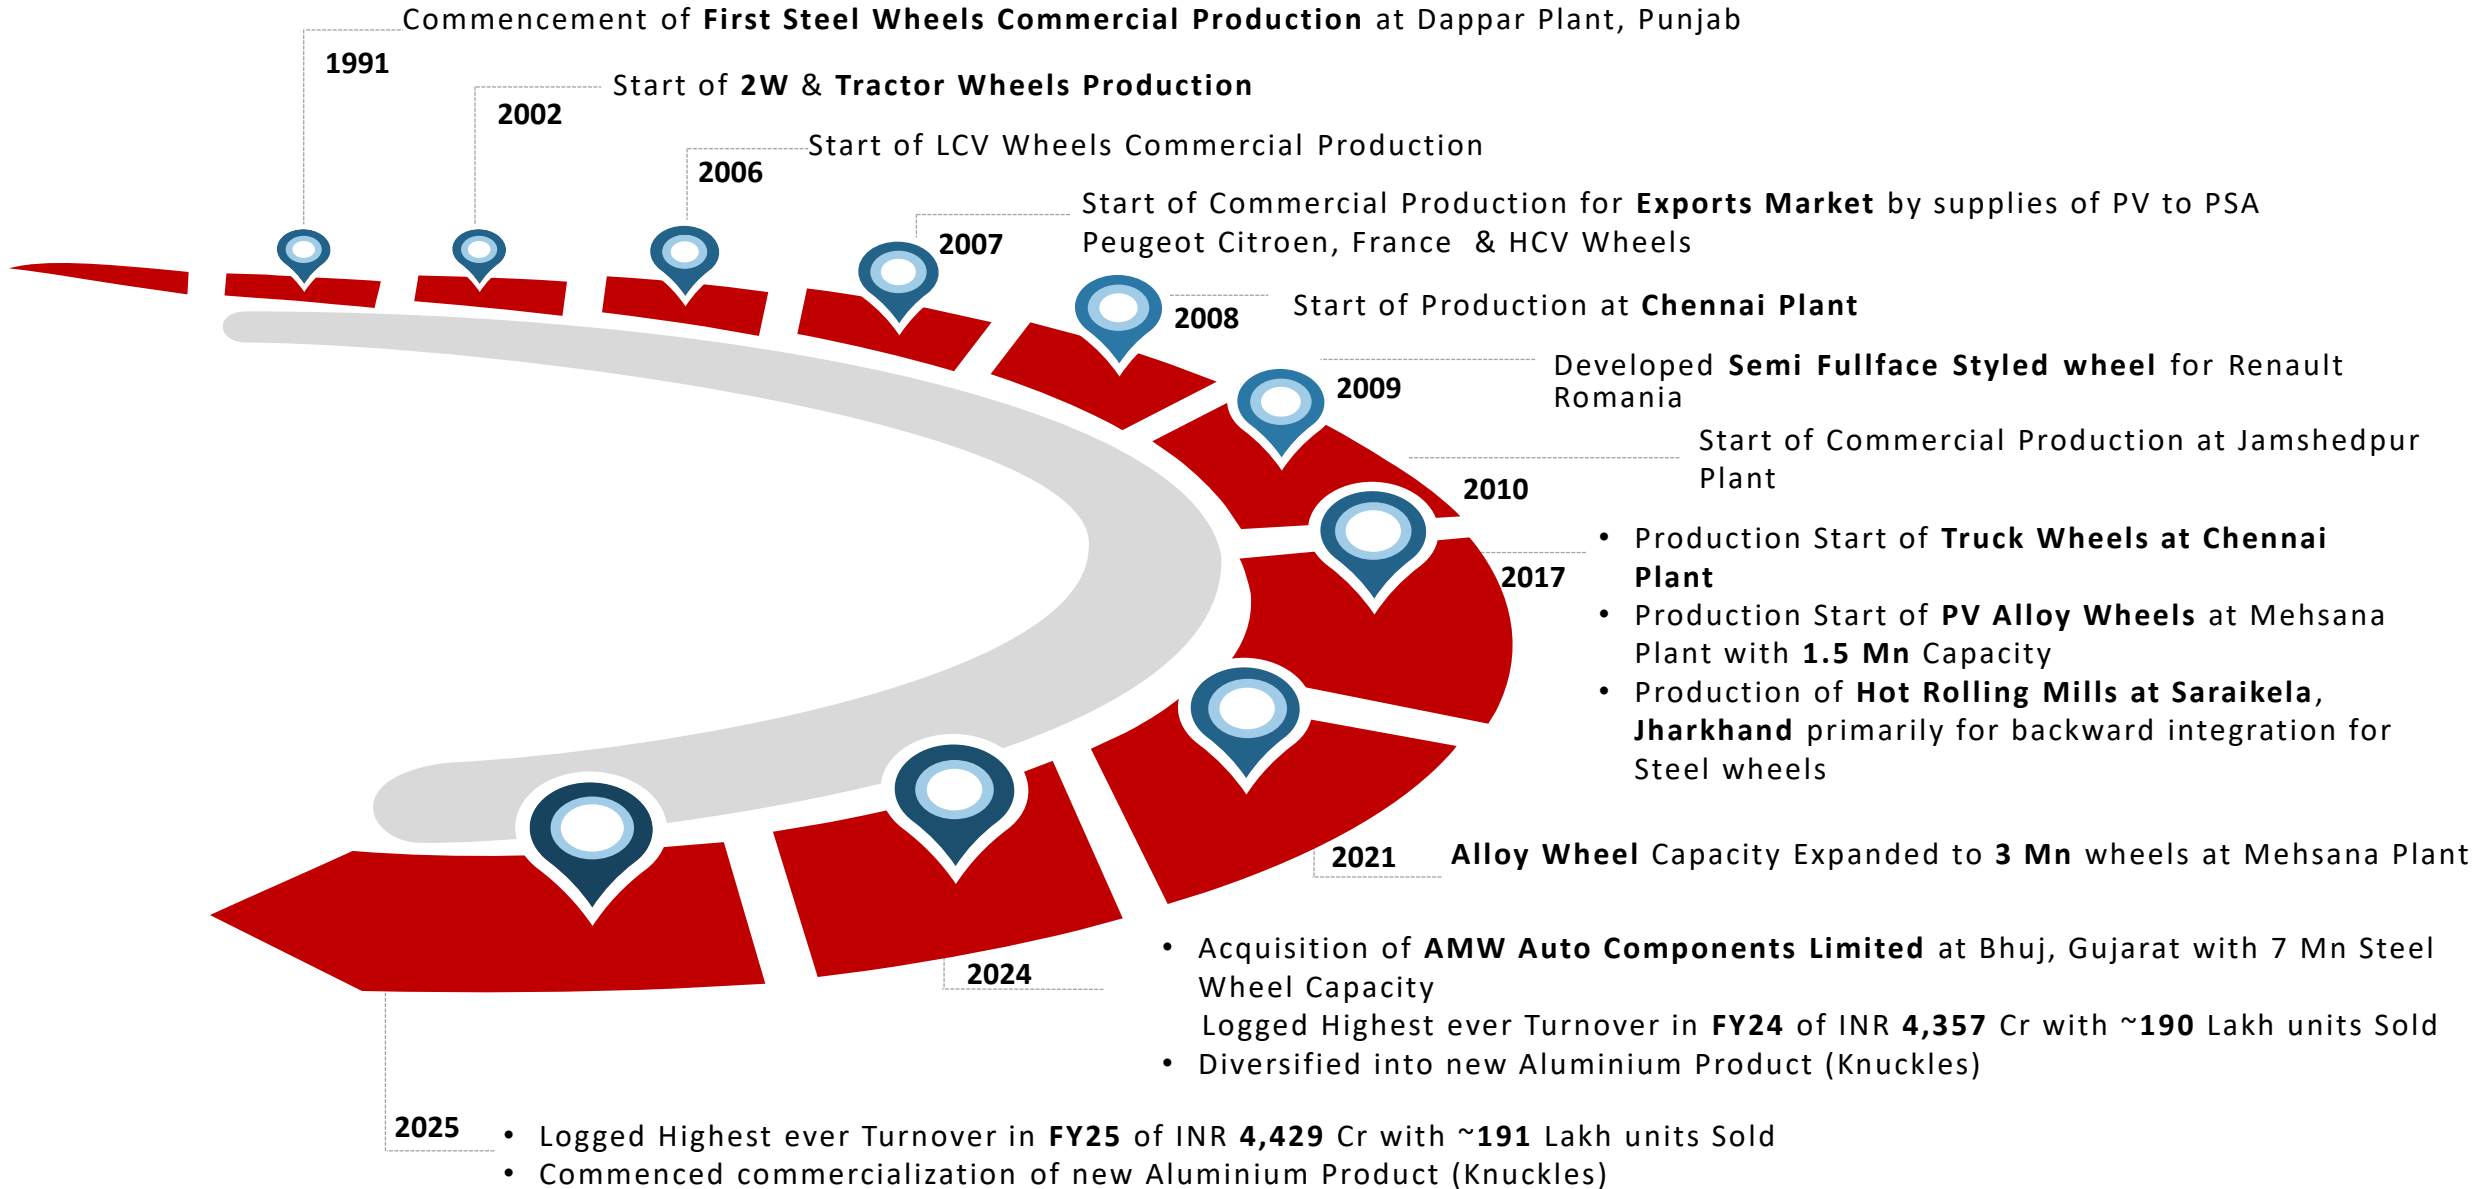 Commencement of First Steel Wheels Commercial Production at Dappar Plant, Punjab
1991
Start of 2W & Tractor Wheels Production
2002
Start of LCV Wheels Commercial Production
2006
Start of Commercial Production for Exports Market by supplies of PV to PSA
Peugeot Citroen, France & HCV Wheels
2007
Start of Production at Chennai Plant
2008
Developed Semi Fullface Styled wheel for Renault
Romania
2009
Start of Commercial Production at Jamshedpur
Plant
2010
• Production Start of Truck Wheels at Chennai
Plant
2017
• Production Start of PV Alloy Wheels at Mehsana
Plant with 1.5 Mn Capacity
• Production of Hot Rolling Mills at Saraikela,
Jharkhand primarily for backward integration for
Steel wheels
2021
Alloy Wheel Capacity Expanded to 3 Mn wheels at Mehsana Plant
• Acquisition of AMW Auto Components Limited at Bhuj, Gujarat with 7 Mn Steel
Wheel Capacity
2024
Logged Highest ever Turnover in FY24 of INR 4,357 Cr with ~190 Lakh units Sold
• Diversified into new Aluminium Product (Knuckles)
2025
• Logged Highest ever Turnover in FY25 of INR 4,429 Cr with ~191 Lakh units Sold
• Commenced commercialization of new Aluminium Product (Knuckles)